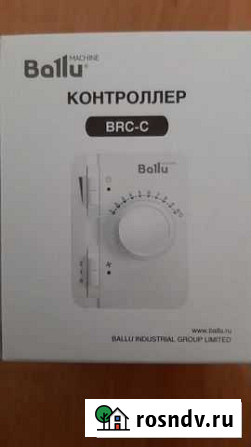 MACHINE
Ballu®
КОНТРОЛЛЕР
BRC-C
Ballu
www.ballu.ru
BALLU INDUSTRIAL GROUP LIMITED
rosndv.ru